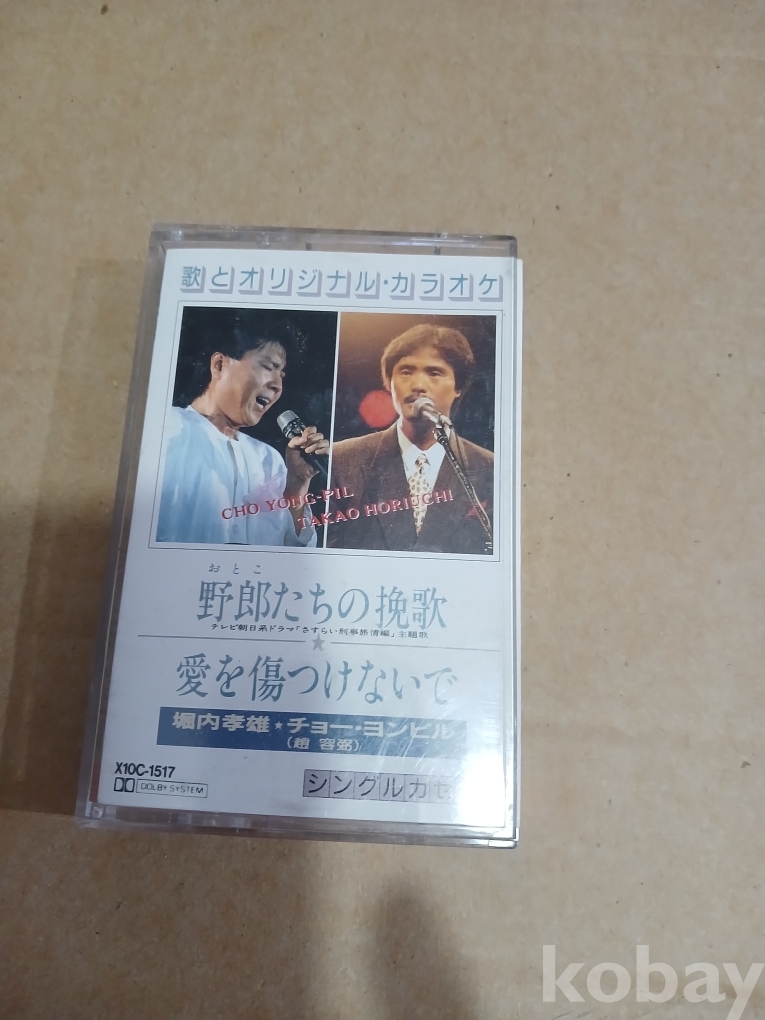 歌とオリジナル・カラオケ
CHO YONG-PIL
TAKAO HORIUCHI
おとこ
野郎たちの挽歌
テレビ朝日系ドラマ「さすらい刑事旅情編」主題歌
★
愛を傷つけないで
堀内孝雄★チョー・ヨンピル
(趙 容弼)
X10C-1517
DOLBY SYSTEM
シングルカセ
kobay